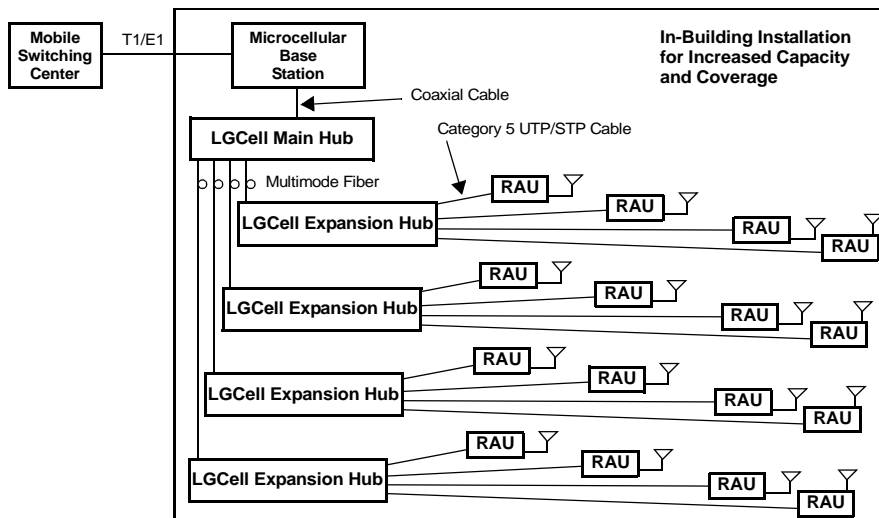 Mobile
Switching
Center
T1/E1
Microcellular
Base
Station
In-Building Installation
for Increased Capacity
and Coverage
Coaxial Cable
LGCell Main Hub
Category 5 UTP/STP Cable
Multimode Fiber
RAU
RAU
RAU
RAU
LGCell Expansion Hub
RAU
RAU
RAU
RAU
LGCell Expansion Hub
RAU
RAU
RAU
RAU
LGCell Expansion Hub
RAU
RAU
RAU
RAU
LGCell Expansion Hub